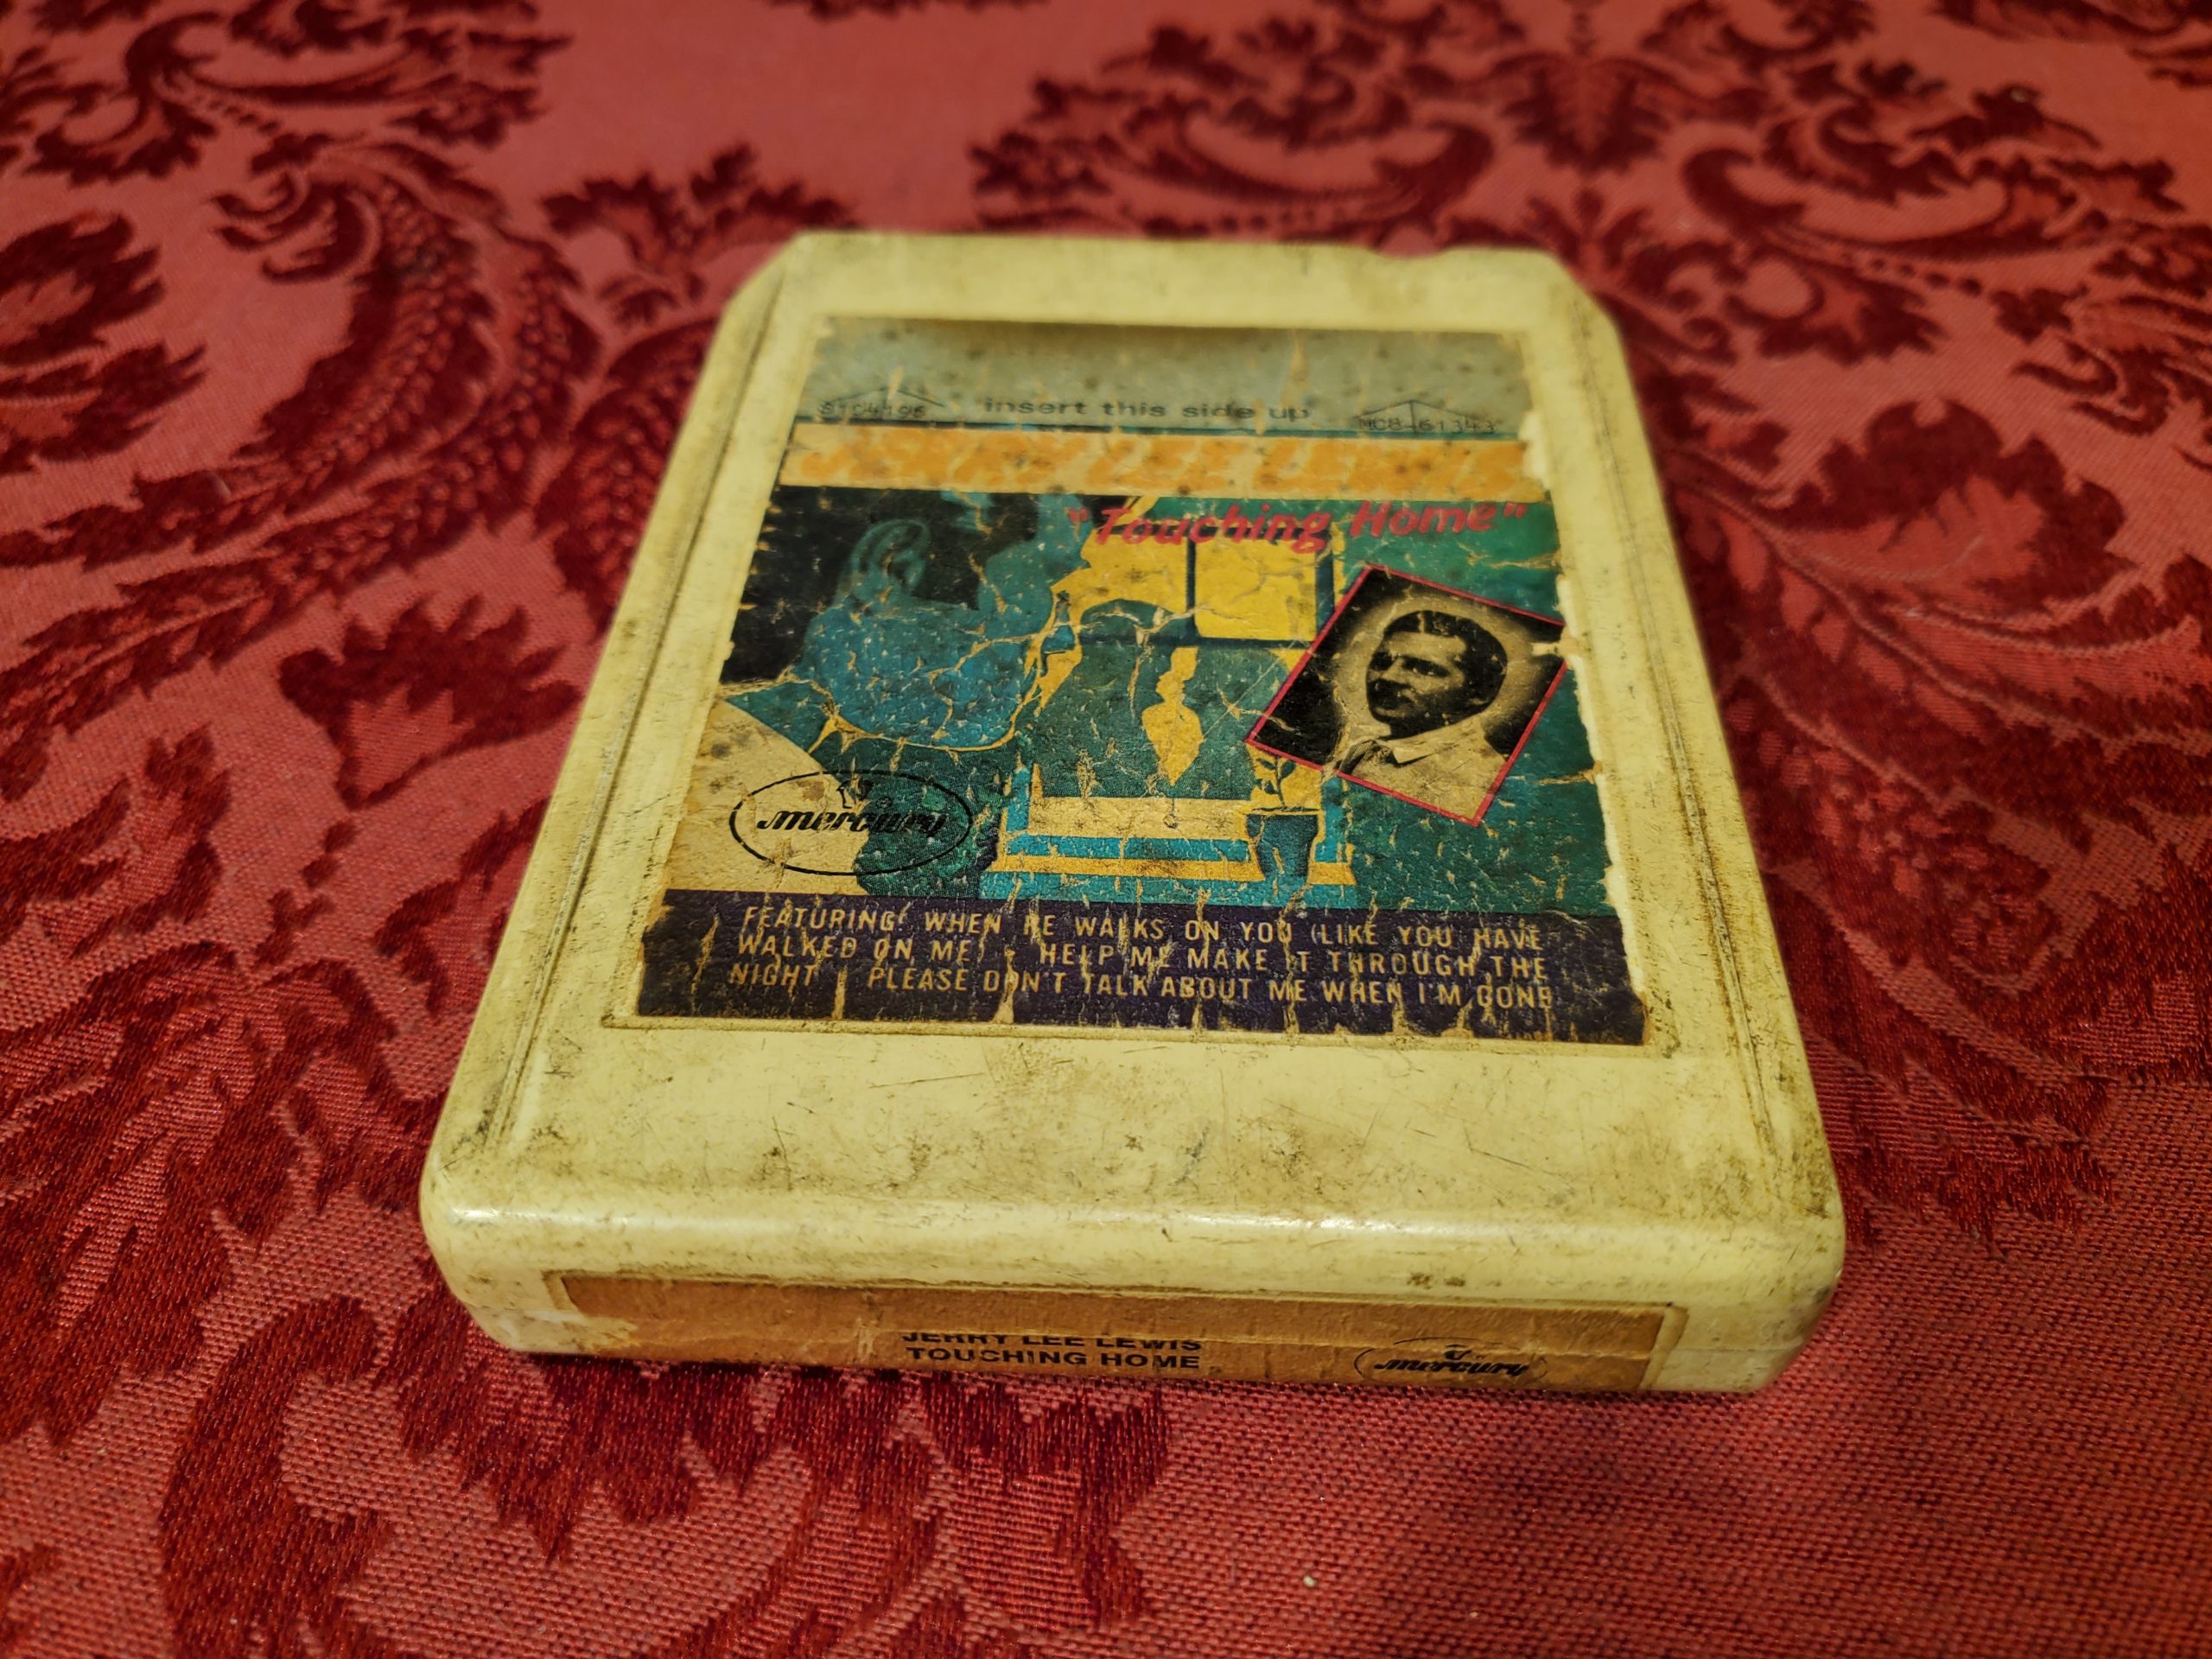 insert this side up
MC8-61343
JERRY LEE LEWIS
"Touching Home"
mercury
FEATURING: WHEN HE WALKS ON YOU (LIKE YOU HAVE
WALKED ON ME) • HELP ME MAKE IT THROUGH THE
NIGHT • PLEASE DON'T TALK ABOUT ME WHEN I'M GONE
JERRY LEE LEWIS
TOUCHING HOME
mercury